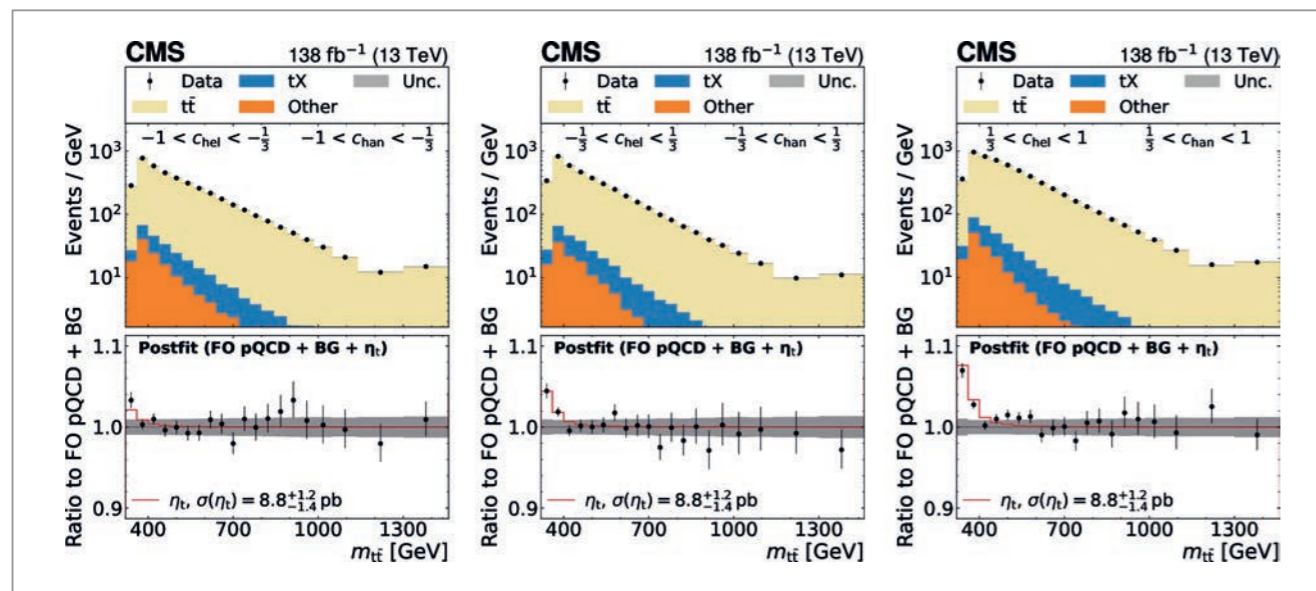 CMS 138 fb⁻¹ (13 TeV)
Data tX Unc.
tt̄ Other
−1 < c_hel < −1/3 −1 < c_han < −1/3
Events / GeV
10³
10²
10¹
Postfit (FO pQCD + BG + η_t)
Ratio to FO pQCD + BG
1.1
1.0
0.9
η_t, σ(η_t) = 8.8 +1.2 −1.4 pb
400 700 1000 1300
m_tt̄ [GeV]
CMS 138 fb⁻¹ (13 TeV)
Data tX Unc.
tt̄ Other
−1/3 < c_hel < 1/3 −1/3 < c_han < 1/3
Events / GeV
10³
10²
10¹
Postfit (FO pQCD + BG + η_t)
Ratio to FO pQCD + BG
1.1
1.0
0.9
η_t, σ(η_t) = 8.8 +1.2 −1.4 pb
400 700 1000 1300
m_tt̄ [GeV]
CMS 138 fb⁻¹ (13 TeV)
Data tX Unc.
tt̄ Other
1/3 < c_hel < 1 1/3 < c_han < 1
Events / GeV
10³
10²
10¹
Postfit (FO pQCD + BG + η_t)
Ratio to FO pQCD + BG
1.1
1.0
0.9
η_t, σ(η_t) = 8.8 +1.2 −1.4 pb
400 700 1000 1300
m_tt̄ [GeV]